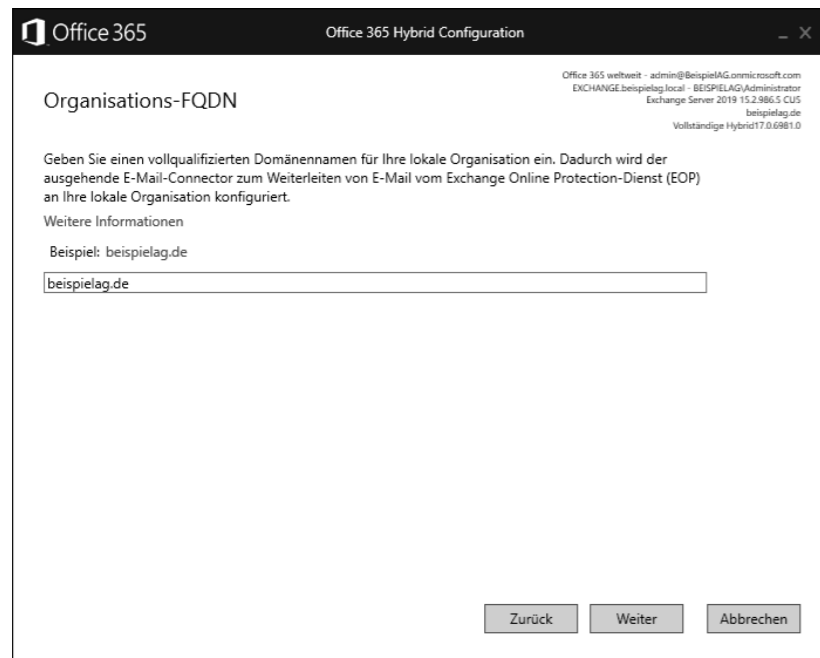 Office 365
Office 365 Hybrid Configuration
Office 365 weltweit - admin@BeispielAG.onmicrosoft.com
EXCHANGE.beispielag.local - BEISPIELAG\Administrator
Exchange Server 2019 15.2.986.5 CU5
beispielag.de
Vollständige Hybrid17.0.6981.0
Organisations-FQDN
Geben Sie einen vollqualifizierten Domänennamen für Ihre lokale Organisation ein. Dadurch wird der
ausgehende E-Mail-Connector zum Weiterleiten von E-Mail vom Exchange Online Protection-Dienst (EOP)
an Ihre lokale Organisation konfiguriert.
Weitere Informationen
Beispiel: beispielag.de
beispielag.de
Zurück
Weiter
Abbrechen